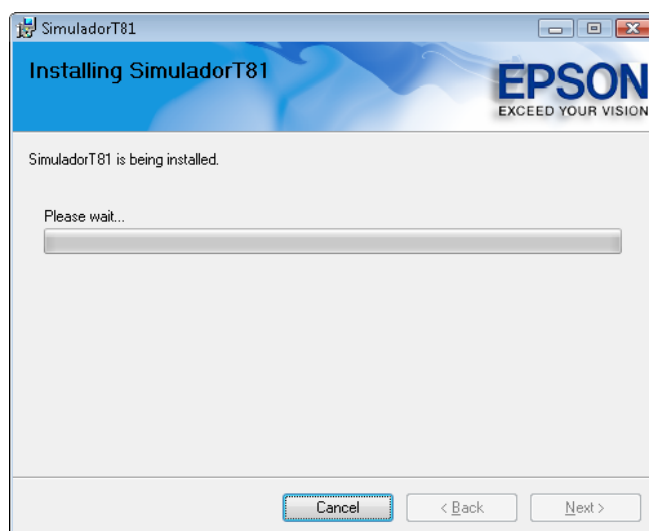 SimuladorT81
Installing SimuladorT81
EPSON
EXCEED YOUR VISION
SimuladorT81 is being installed.
Please wait...
Cancel
< Back
Next >